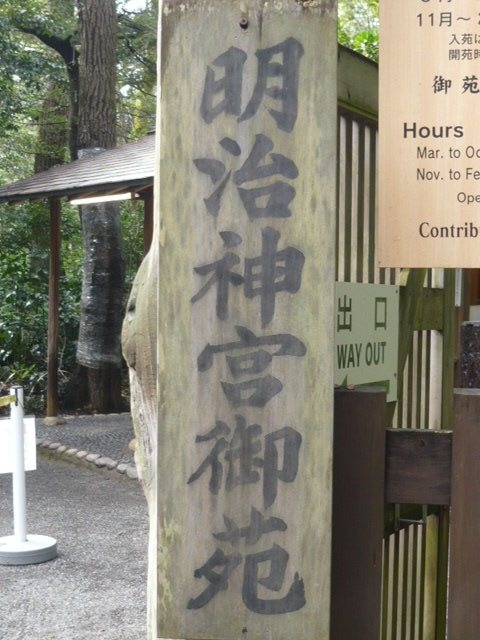 明治神宮御苑
11月〜
入苑は
開苑時
御苑
Hours
Mar. to Oc
Nov. to Fe
Ope
Contrib
出口
WAY OUT